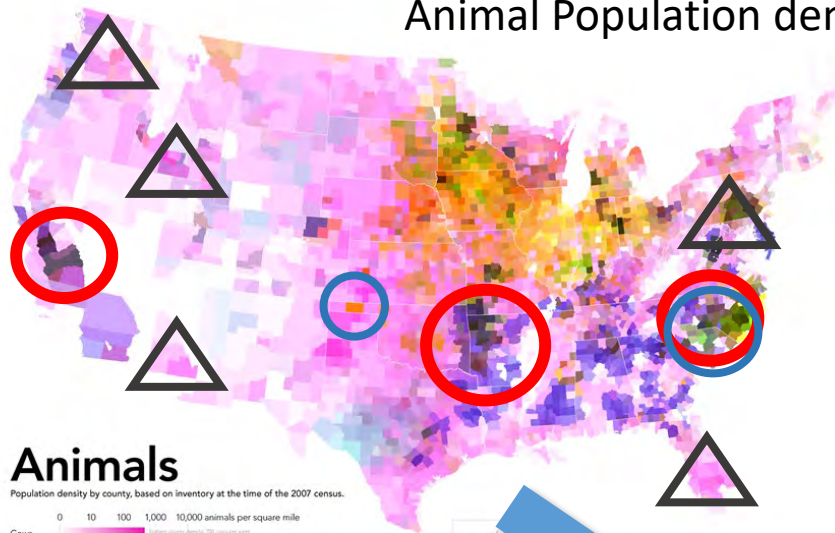 Animal Population den
Animals
Population density by county, based on inventory at the time of the 2007 census.
0 10 100 1,000 10,000 animals per square mile